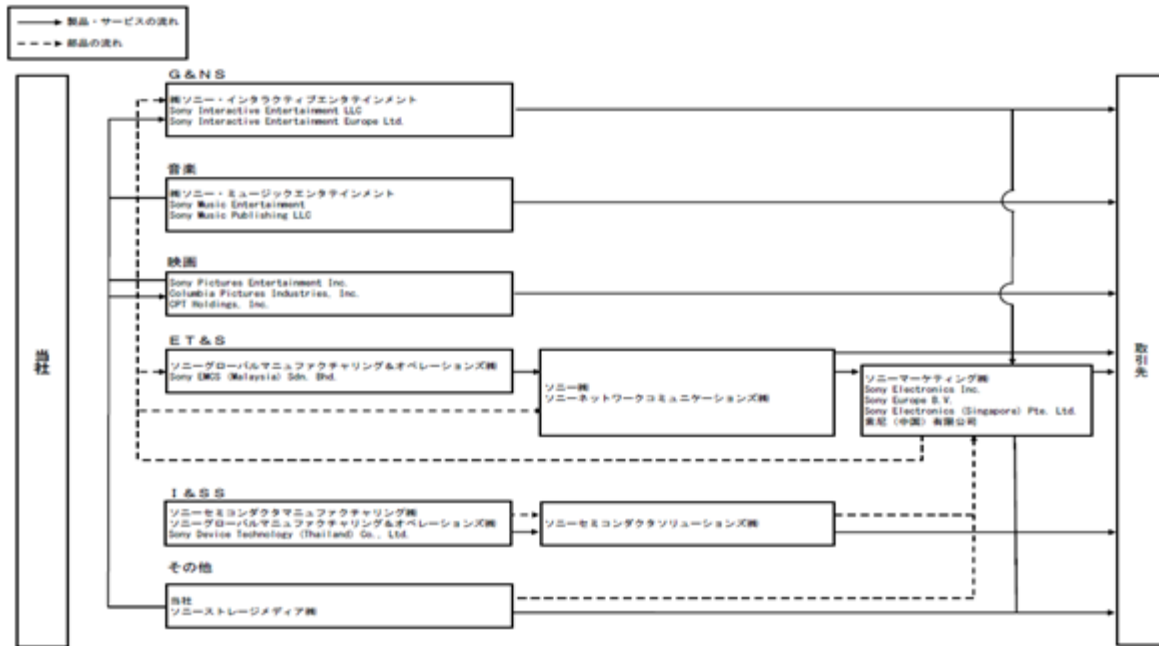 製品・サービスの流れ
部品の流れ
当社
G&NS
㈱ソニー・インタラクティブエンタテインメント
Sony Interactive Entertainment LLC
Sony Interactive Entertainment Europe Ltd.
音楽
㈱ソニー・ミュージックエンタテインメント
Sony Music Entertainment
Sony Music Publishing LLC
映画
Sony Pictures Entertainment Inc.
Columbia Pictures Industries, Inc.
CPT Holdings, Inc.
ET&S
ソニーグローバルマニュファクチャリング&オペレーションズ㈱
Sony EMCS (Malaysia) Sdn. Bhd.
ソニー㈱
ソニーネットワークコミュニケーションズ㈱
ソニーマーケティング㈱
Sony Electronics Inc.
Sony Europe B.V.
Sony Electronics (Singapore) Pte. Ltd.
索尼(中国)有限公司
I&SS
ソニーセミコンダクタマニュファクチャリング㈱
ソニーグローバルマニュファクチャリング&オペレーションズ㈱
Sony Device Technology (Thailand) Co., Ltd.
ソニーセミコンダクタソリューションズ㈱
その他
当社
ソニーストレージメディア㈱
取引先